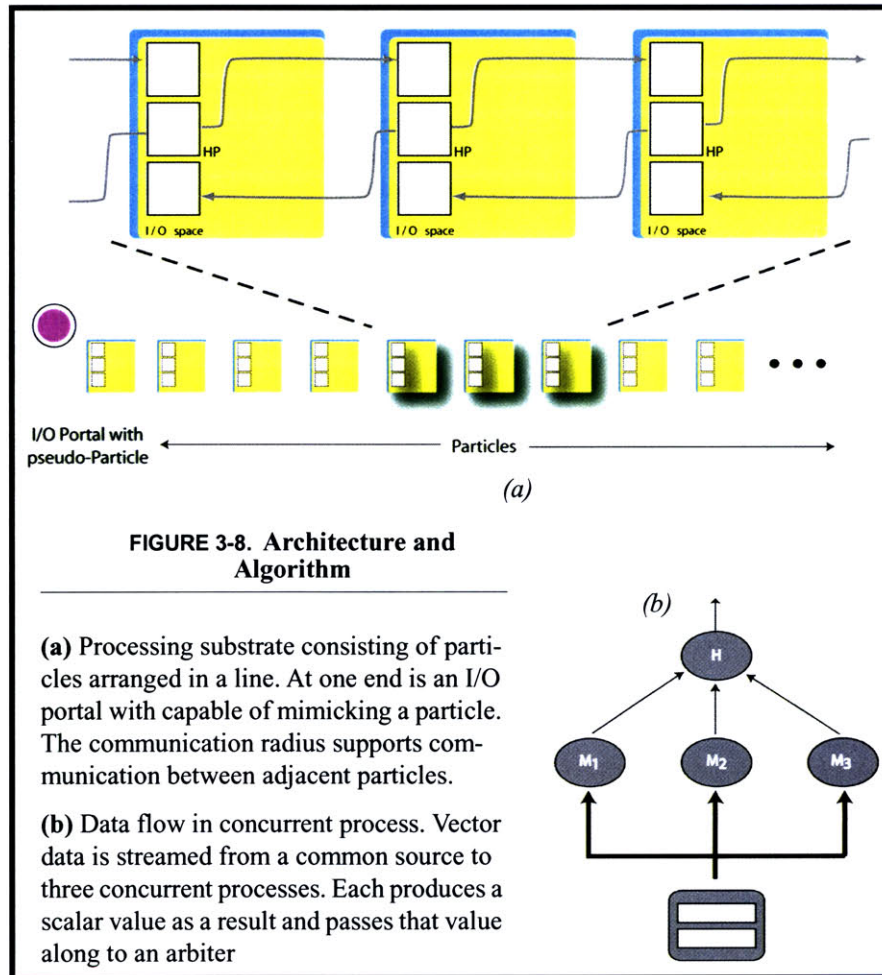 HP
HP
HP
I/O space
I/O space
I/O space
I/O Portal with
pseudo-Particle
Particles
(a)
FIGURE 3-8. Architecture and
Algorithm
(a) Processing substrate consisting of parti-
cles arranged in a line. At one end is an I/O
portal with capable of mimicking a particle.
The communication radius supports com-
munication between adjacent particles.
(b) Data flow in concurrent process. Vector
data is streamed from a common source to
three concurrent processes. Each produces a
scalar value as a result and passes that value
along to an arbiter
(b)
H
M1
M2
M3